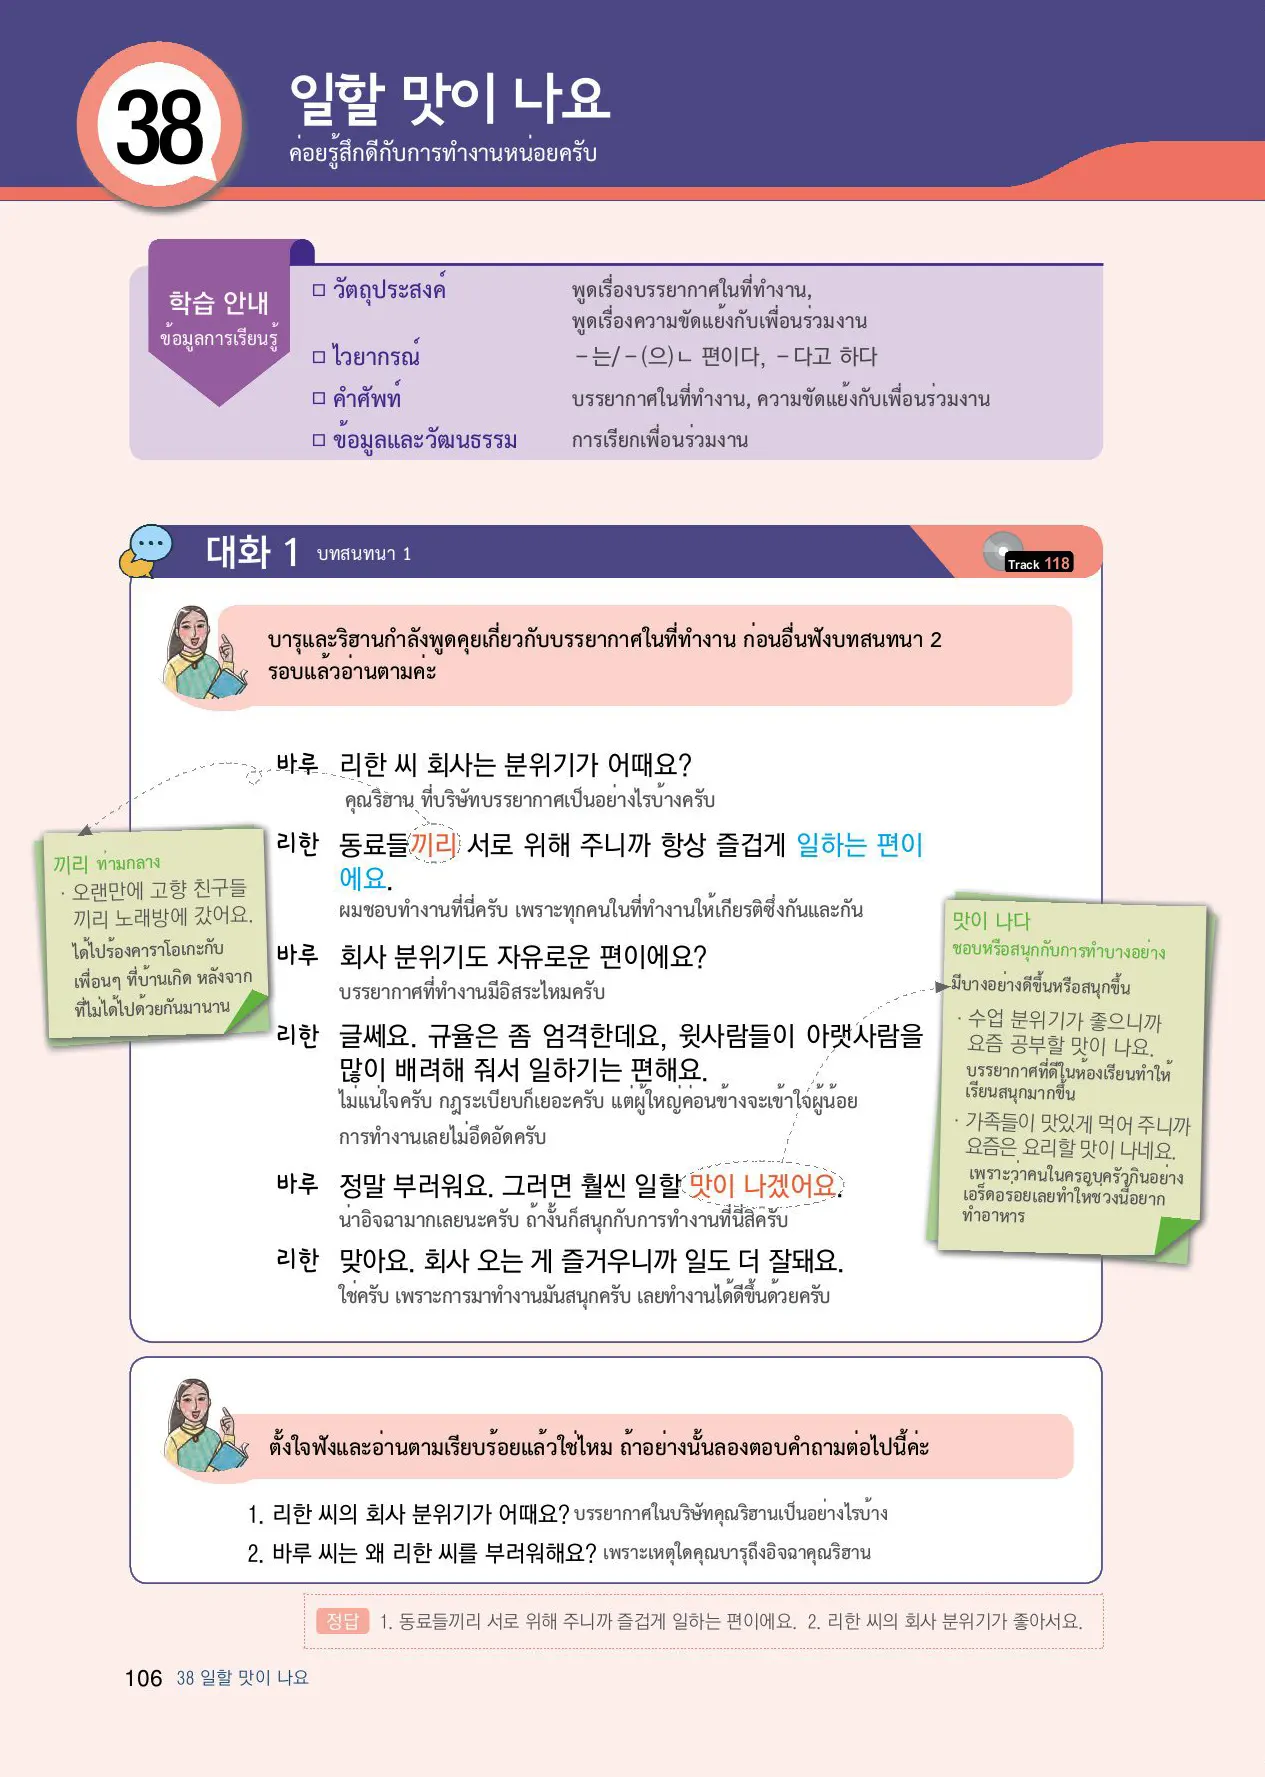 38
일할 맛이 나요
ค่อยรู้สึกดีกับการทำงานหน่อยครับ
학습 안내
ข้อมูลการเรียนรู้
□ วัตถุประสงค์ พูดเรื่องบรรยากาศในที่ทำงาน,
พูดเรื่องความขัดแย้งกับเพื่อนร่วมงาน
□ ไวยากรณ์ -는/-(으)ㄴ 편이다, -다고 하다
□ คำศัพท์ บรรยากาศในที่ทำงาน, ความขัดแย้งกับเพื่อนร่วมงาน
□ ข้อมูลและวัฒนธรรม การเรียกเพื่อนร่วมงาน
대화 1 บทสนทนา 1
Track 118
บารุและริฮานกำลังพูดคุยเกี่ยวกับบรรยากาศในที่ทำงาน ก่อนอื่นฟังบทสนทนา 2
รอบแล้วอ่านตามค่ะ
바루 리한 씨 회사는 분위기가 어때요?
คุณริฮาน ที่บริษัทบรรยากาศเป็นอย่างไรบ้างครับ
리한 동료들끼리 서로 위해 주니까 항상 즐겁게 일하는 편이
에요.
ผมชอบทำงานที่นี่ครับ เพราะทุกคนในที่ทำงานให้เกียรติซึ่งกันและกัน
바루 회사 분위기도 자유로운 편이에요?
บรรยากาศที่ทำงานมีอิสระไหมครับ
리한 글쎄요. 규율은 좀 엄격한데요, 윗사람들이 아랫사람을
많이 배려해 줘서 일하기는 편해요.
ไม่แน่ใจครับ กฎระเบียบก็เยอะครับ แต่ผู้ใหญ่ค่อนข้างจะเข้าใจผู้น้อย
การทำงานเลยไม่อึดอัดครับ
바루 정말 부러워요. 그러면 훨씬 일할 맛이 나겠어요.
น่าอิจฉามากเลยนะครับ ถ้างั้นก็สนุกกับการทำงานที่นี่สิครับ
리한 맞아요. 회사 오는 게 즐거우니까 일도 더 잘돼요.
ใช่ครับ เพราะการมาทำงานมันสนุกครับ เลยทำงานได้ดีขึ้นด้วยครับ
끼리 ท่ามกลาง
· 오랜만에 고향 친구들
끼리 노래방에 갔어요.
ได้ไปร้องคาราโอเกะกับ
เพื่อนๆ ที่บ้านเกิด หลังจาก
ที่ไม่ได้ไปด้วยกันมานาน
맛이 나다
ชอบหรือสนุกกับการทำบางอย่าง
มีบางอย่างดีขึ้นหรือสนุกขึ้น
· 수업 분위기가 좋으니까
요즘 공부할 맛이 나요.
บรรยากาศที่ดีในห้องเรียนทำให้
เรียนสนุกมากขึ้น
· 가족들이 맛있게 먹어 주니까
요즘은 요리할 맛이 나네요.
เพราะว่าคนในครอบครัวกินอย่าง
เอร็ดอร่อยเลยทำให้ช่วงนี้อยาก
ทำอาหาร
ตั้งใจฟังและอ่านตามเรียบร้อยแล้วใช่ไหม ถ้าอย่างนั้นลองตอบคำถามต่อไปนี้ค่ะ
1. 리한 씨의 회사 분위기가 어때요? บรรยากาศในบริษัทคุณริฮานเป็นอย่างไรบ้าง
2. 바루 씨는 왜 리한 씨를 부러워해요? เพราะเหตุใดคุณบารุถึงอิจฉาคุณริฮาน
정답 1. 동료들끼리 서로 위해 주니까 즐겁게 일하는 편이에요. 2. 리한 씨의 회사 분위기가 좋아서요.
106 38 일할 맛이 나요